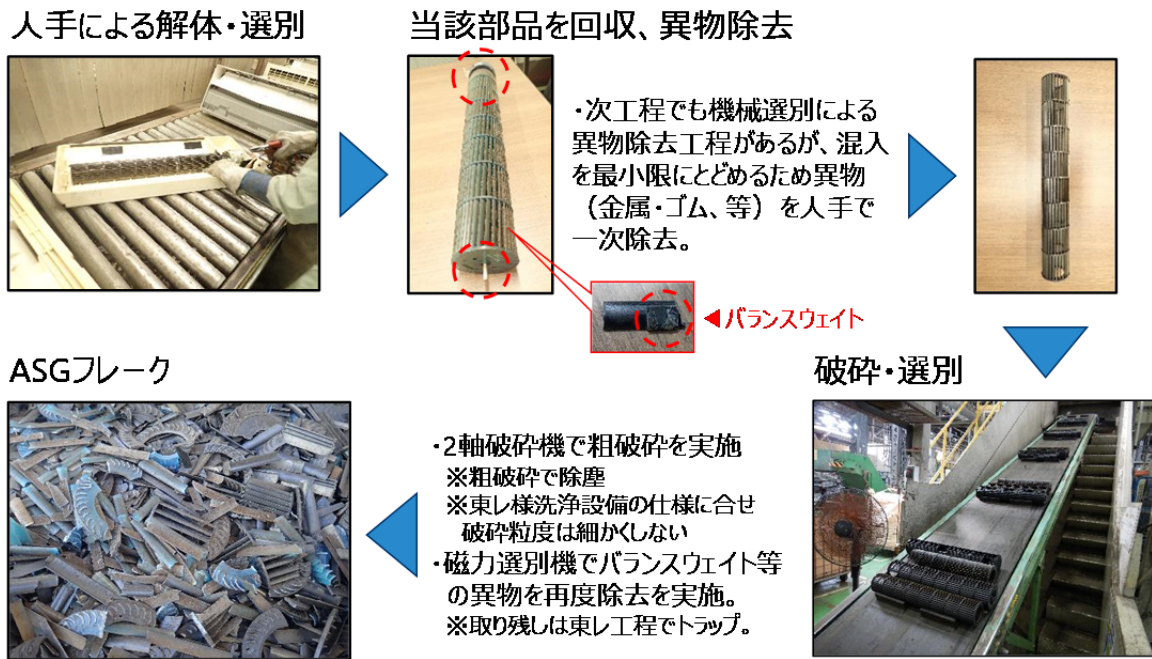 人手による解体・選別
当該部品を回収、異物除去
・次工程でも機械選別による
異物除去工程があるが、混入
を最小限にとどめるため異物
（金属・ゴム、等）を人手で
一次除去。
◀バランスウェイト
破砕・選別
・2軸破砕機で粗破砕を実施
※粗破砕で除塵
※東レ様洗浄設備の仕様に合せ
破砕粒度は細かくしない
・磁力選別機でバランスウェイト等
の異物を再度除去を実施。
※取り残しは東レ工程でトラップ。
ASGフレーク